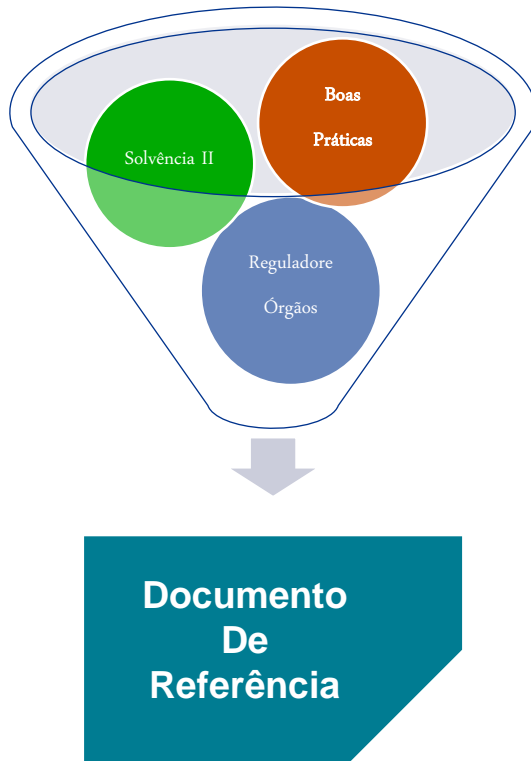 Boas
Práticas
Solvência II
Reguladore
Órgãos
Documento
De
Referência